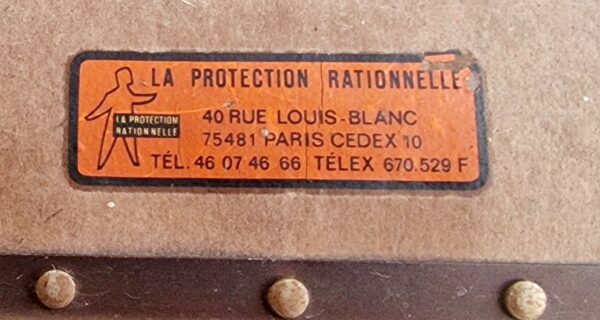 LA PROTECTION RATIONNELLE
LA PROTECTION
RATIONNELLE
40 RUE LOUIS-BLANC
75481 PARIS CEDEX 10
TÉL. 46 07 46 66 TÉLEX 670.529 F